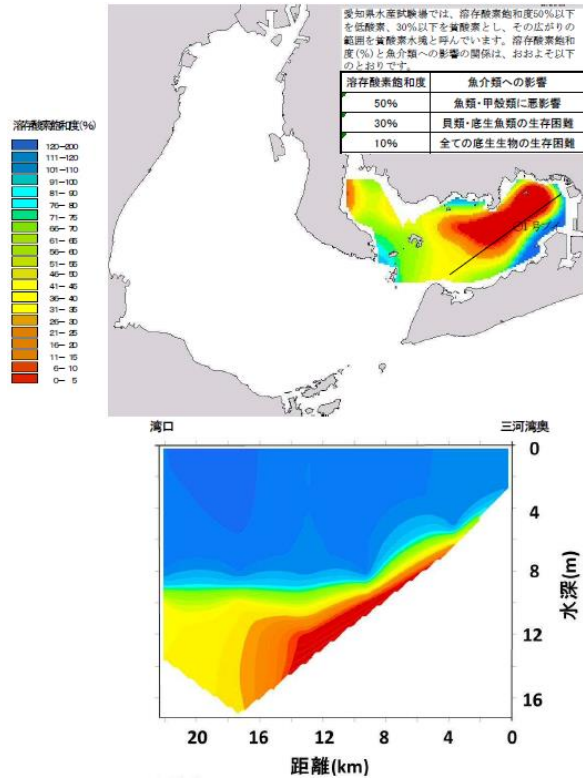 愛知県水産試験場では、溶存酸素飽和度50%以下
を低酸素、30%以下を貧酸素とし、その広がりの
範囲を貧酸素水塊と呼んでいます。溶存酸素飽和
度(%)と魚介類への影響の関係は、おおよそ以下
のとおりです。
溶存酸素飽和度 魚介類への影響
50% 魚類・甲殻類に悪影響
30% 貝類・底生魚類の生存困難
10% 全ての底生生物の生存困難
溶存酸素飽和度(%)
120-200
111-120
101-110
91-100
81-90
76-80
71-75
66-70
61-65
56-60
51-55
46-50
41-45
36-40
31-35
26-30
21-25
16-20
11-15
6-10
0-5
湾口 三河湾奥
0
4
8
12
16
水深(m)
20 16 12 8 4 0
距離(km)